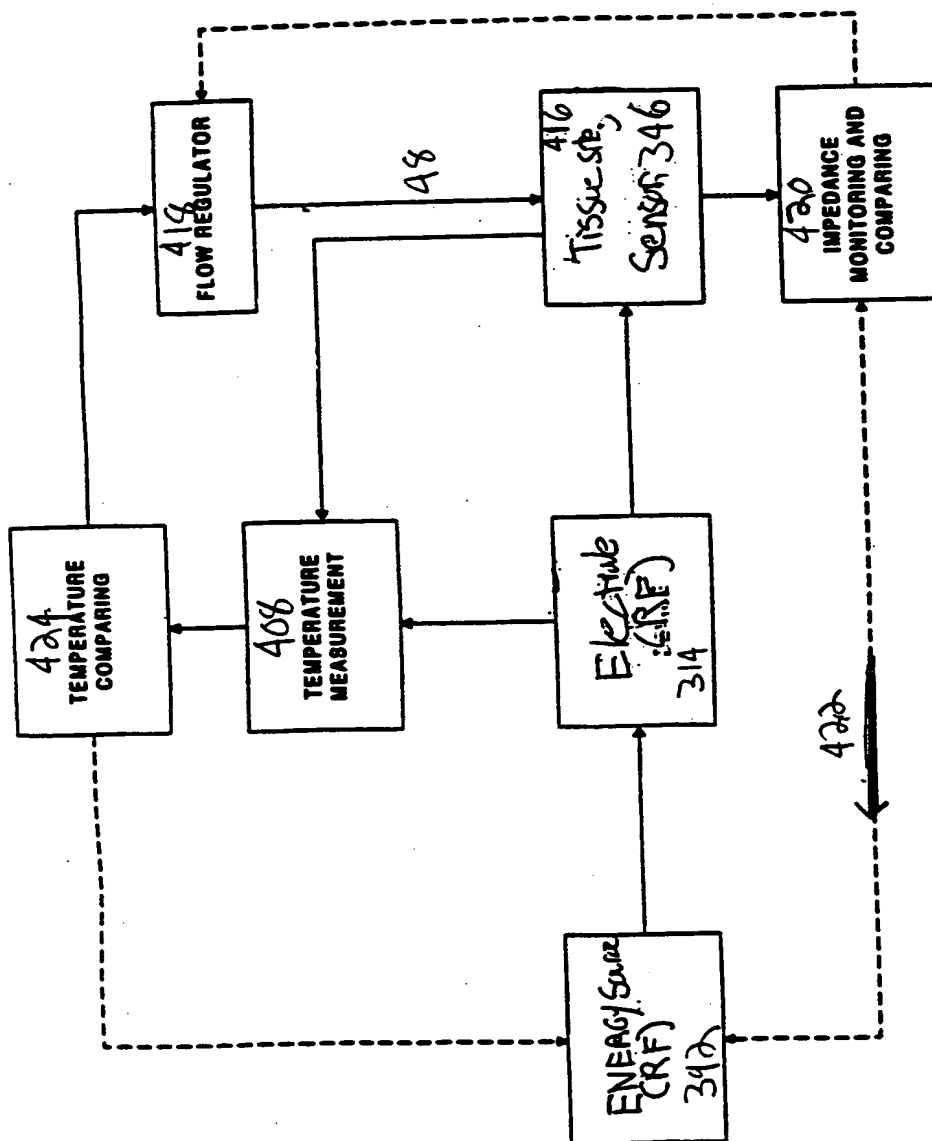 424
TEMPERATURE
COMPARING
418
FLOW REGULATOR
408
TEMPERATURE
MEASUREMENT
48
ENERGY Source
(RF)
392
Electrode
(RF)
314
416
Tissue site,
Sensor 346
422
420
IMPEDANCE
MONITORING AND
COMPARING